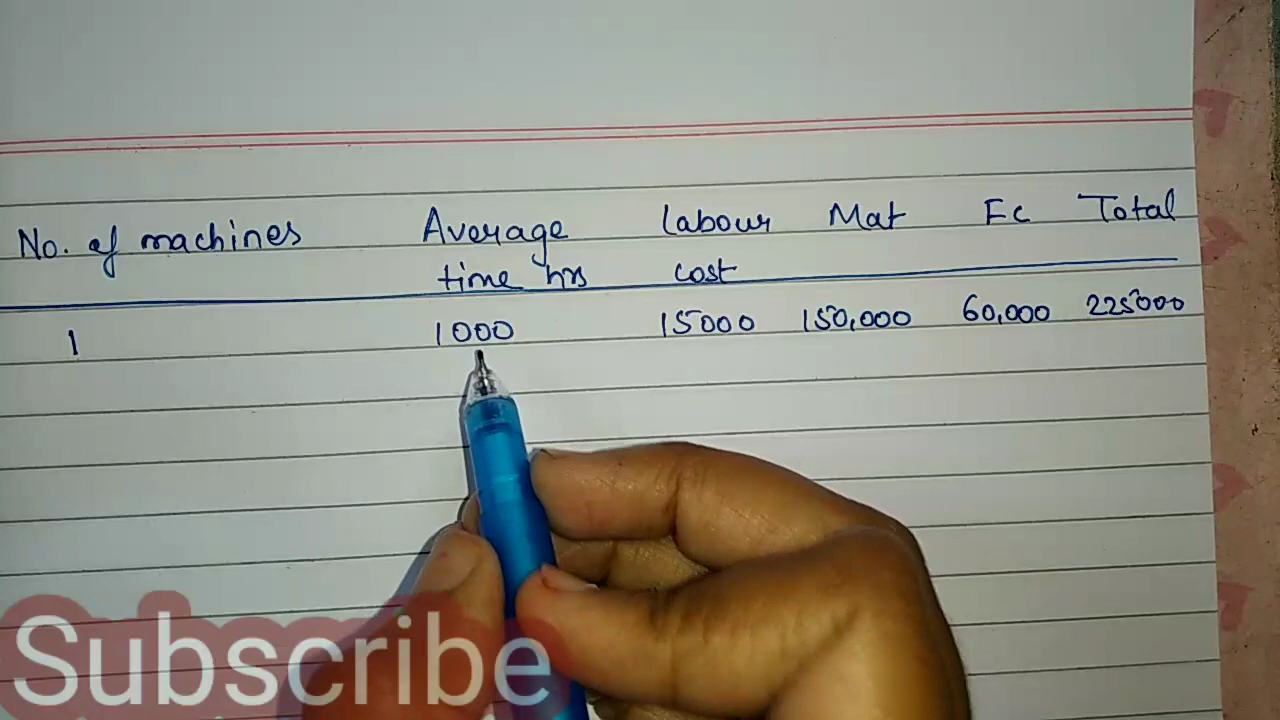 No. of machines Average Labour Mat Fc Total
time hrs cost
1 1000 15000 150,000 60,000 225000
Subscribe